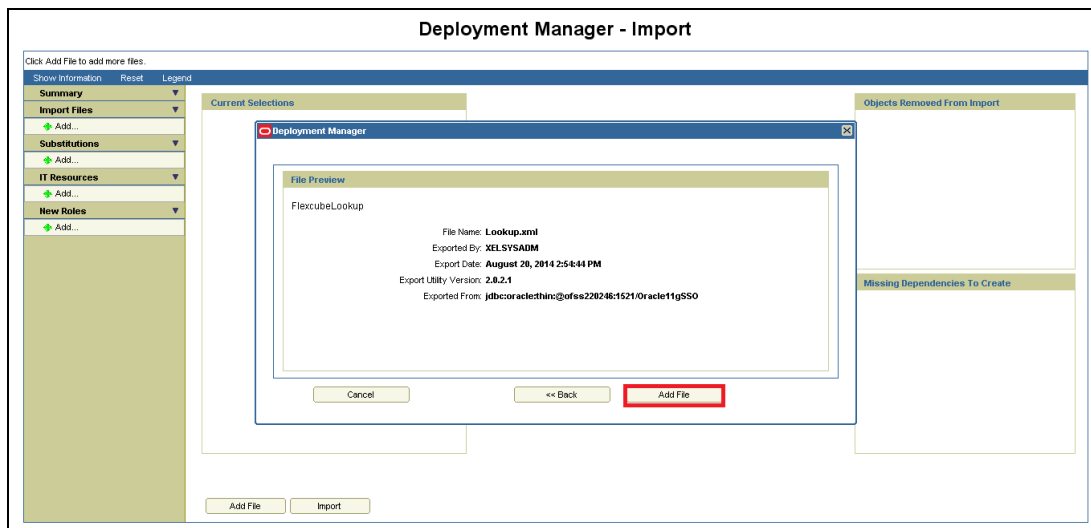 Deployment Manager - Import
Click Add File to add more files.
Show Information Reset Legend
Summary
Import Files
Add...
Substitutions
Add...
IT Resources
Add...
New Roles
Add...
Current Selections
Objects Removed From Import
Deployment Manager
File Preview
FlexcubeLookup
File Name: Lookup.xml
Exported By: XELSYSADM
Export Date: August 20, 2014 2:54:44 PM
Export Utility Version: 2.0.2.1
Exported From: jdbc:oracle:thin:@ofss220246:1521/Oracle11gSSO
Missing Dependencies To Create
Cancel << Back Add File
Add File Import